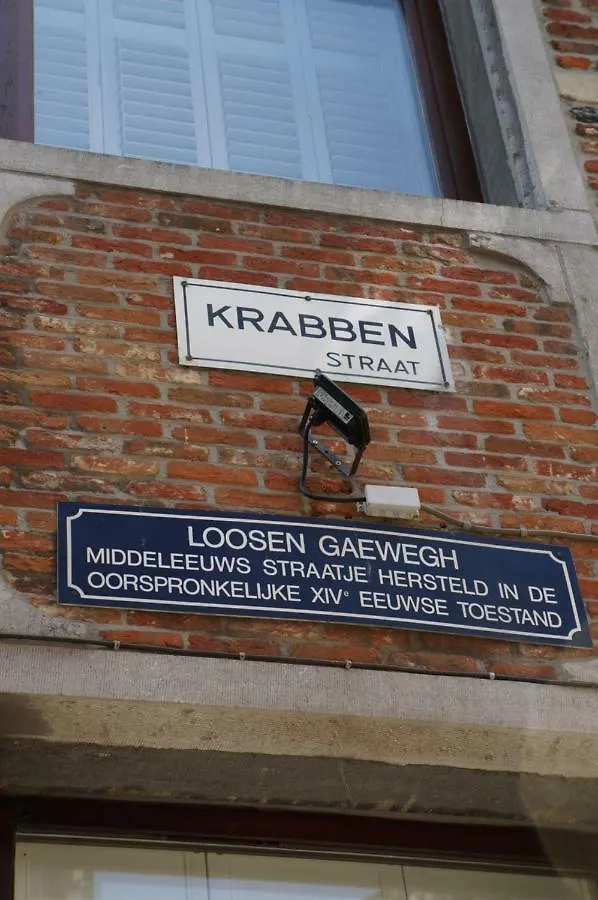 KRABBEN
STRAAT
LOOSEN GAEWEGH
MIDDELEEUWS STRAATJE HERSTELD IN DE
OORSPRONKELIJKE XIVᵉ EEUWSE TOESTAND